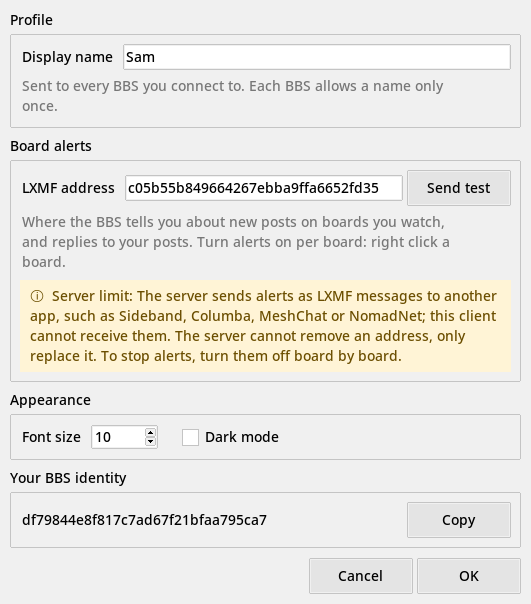 Profile
Display name Sam
Sent to every BBS you connect to. Each BBS allows a name only
once.
Board alerts
LXMF address c05b55b849664267ebba9ffa6652fd35 Send test
Where the BBS tells you about new posts on boards you watch,
and replies to your posts. Turn alerts on per board: right click a
board.
ⓘ Server limit: The server sends alerts as LXMF messages to another
app, such as Sideband, Columba, MeshChat or NomadNet; this client
cannot receive them. The server cannot remove an address, only
replace it. To stop alerts, turn them off board by board.
Appearance
Font size 10 Dark mode
Your BBS identity
df79844e8f817c7ad67f21bfaa795ca7 Copy
Cancel OK